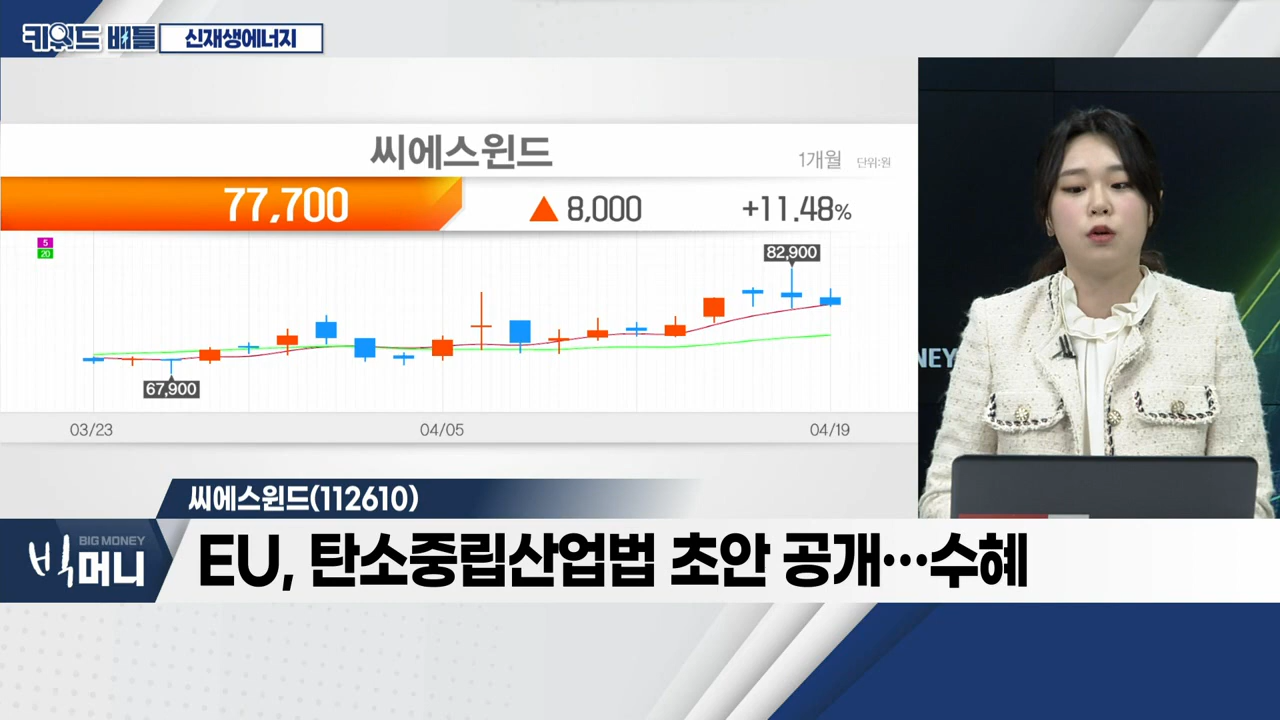 키워드 배틀
신재생에너지
씨에스윈드
1개월 단위:원
77,700
▲ 8,000
+11.48%
5
20
82,900
67,900
03/23
04/05
04/19
NEY
씨에스윈드(112610)
BIG MONEY
빅머니
EU, 탄소중립산업법 초안 공개…수혜